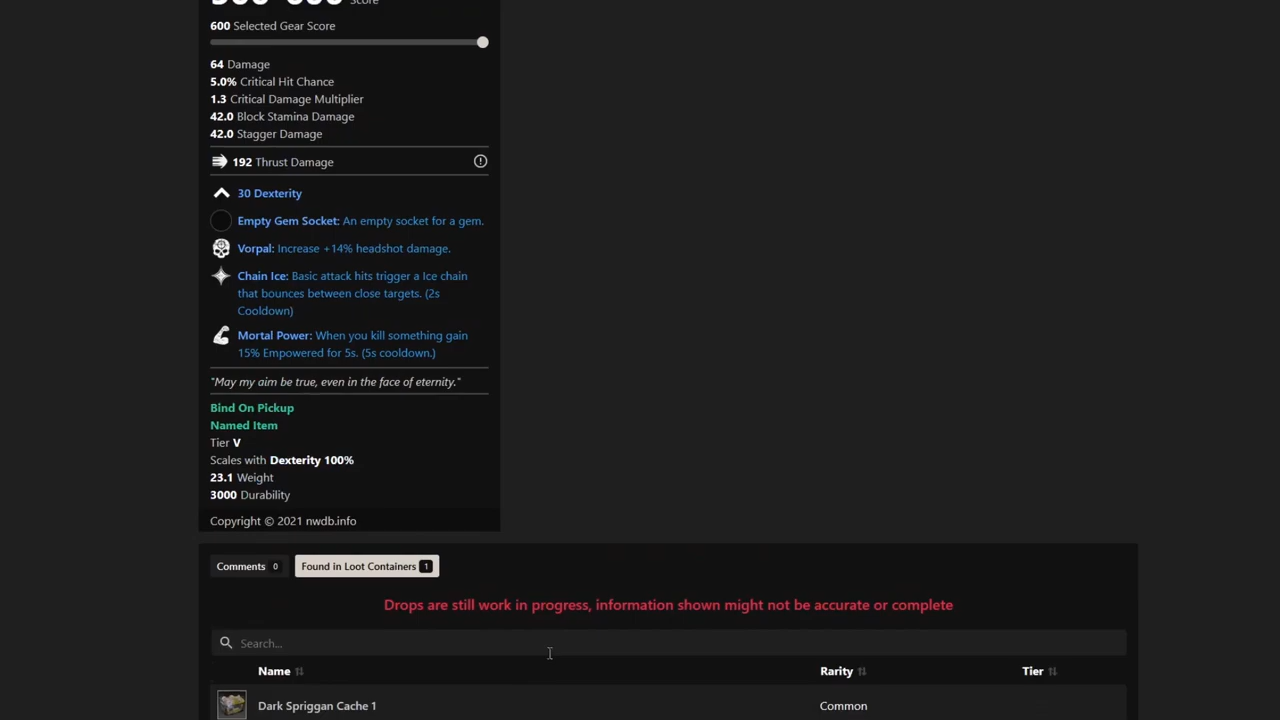 Score
600 Selected Gear Score
64 Damage
5.0% Critical Hit Chance
1.3 Critical Damage Multiplier
42.0 Block Stamina Damage
42.0 Stagger Damage
192 Thrust Damage
30 Dexterity
Empty Gem Socket: An empty socket for a gem.
Vorpal: Increase +14% headshot damage.
Chain Ice: Basic attack hits trigger a Ice chain
that bounces between close targets. (2s
Cooldown)
Mortal Power: When you kill something gain
15% Empowered for 5s. (5s cooldown.)
"May my aim be true, even in the face of eternity."
Bind On Pickup
Named Item
Tier V
Scales with Dexterity 100%
23.1 Weight
3000 Durability
Copyright © 2021 nwdb.info
Comments 0 Found in Loot Containers 1
Drops are still work in progress, information shown might not be accurate or complete
Search...
Name Rarity Tier
Dark Spriggan Cache 1 Common